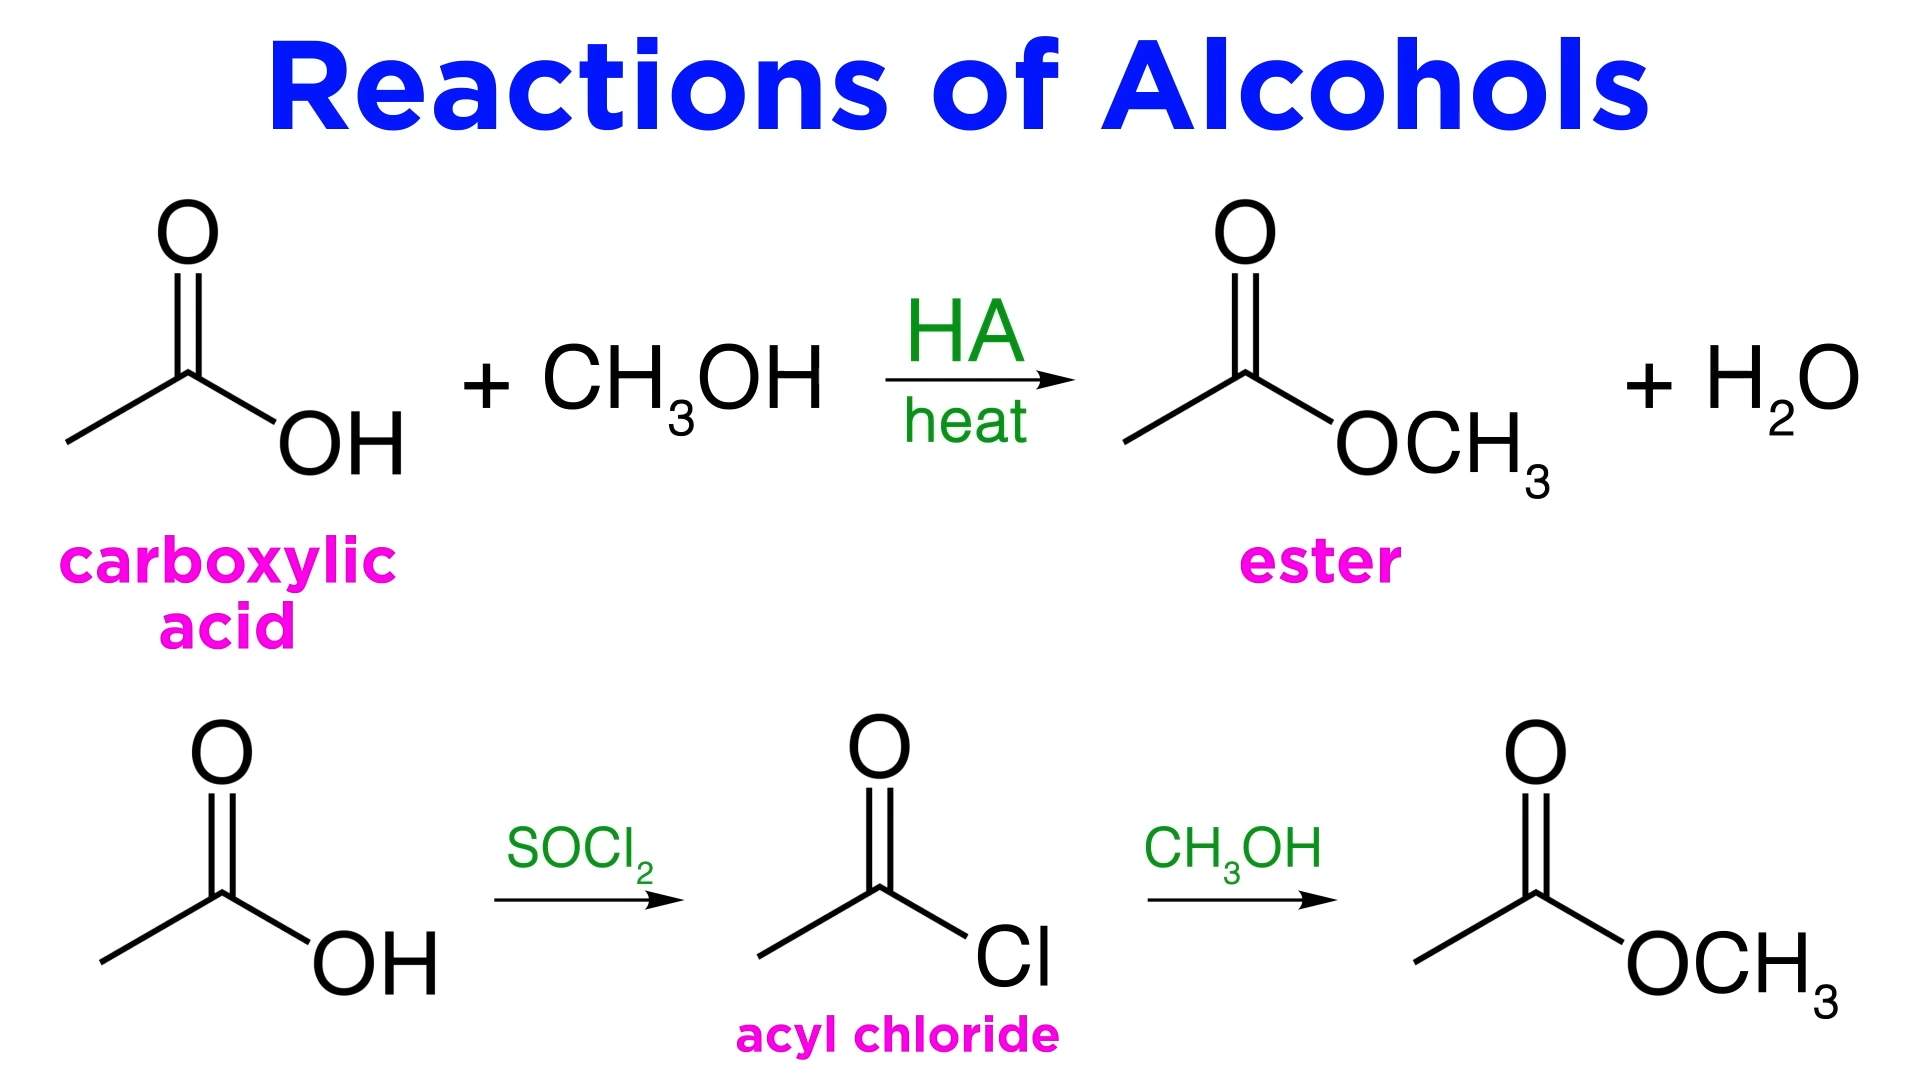 Reactions of Alcohols
O O
OH + CH₃OH HA heat OCH₃ + H₂O
carboxylic ester
acid
O O O
SOCl₂ CH₃OH
OH Cl OCH₃
acyl chloride